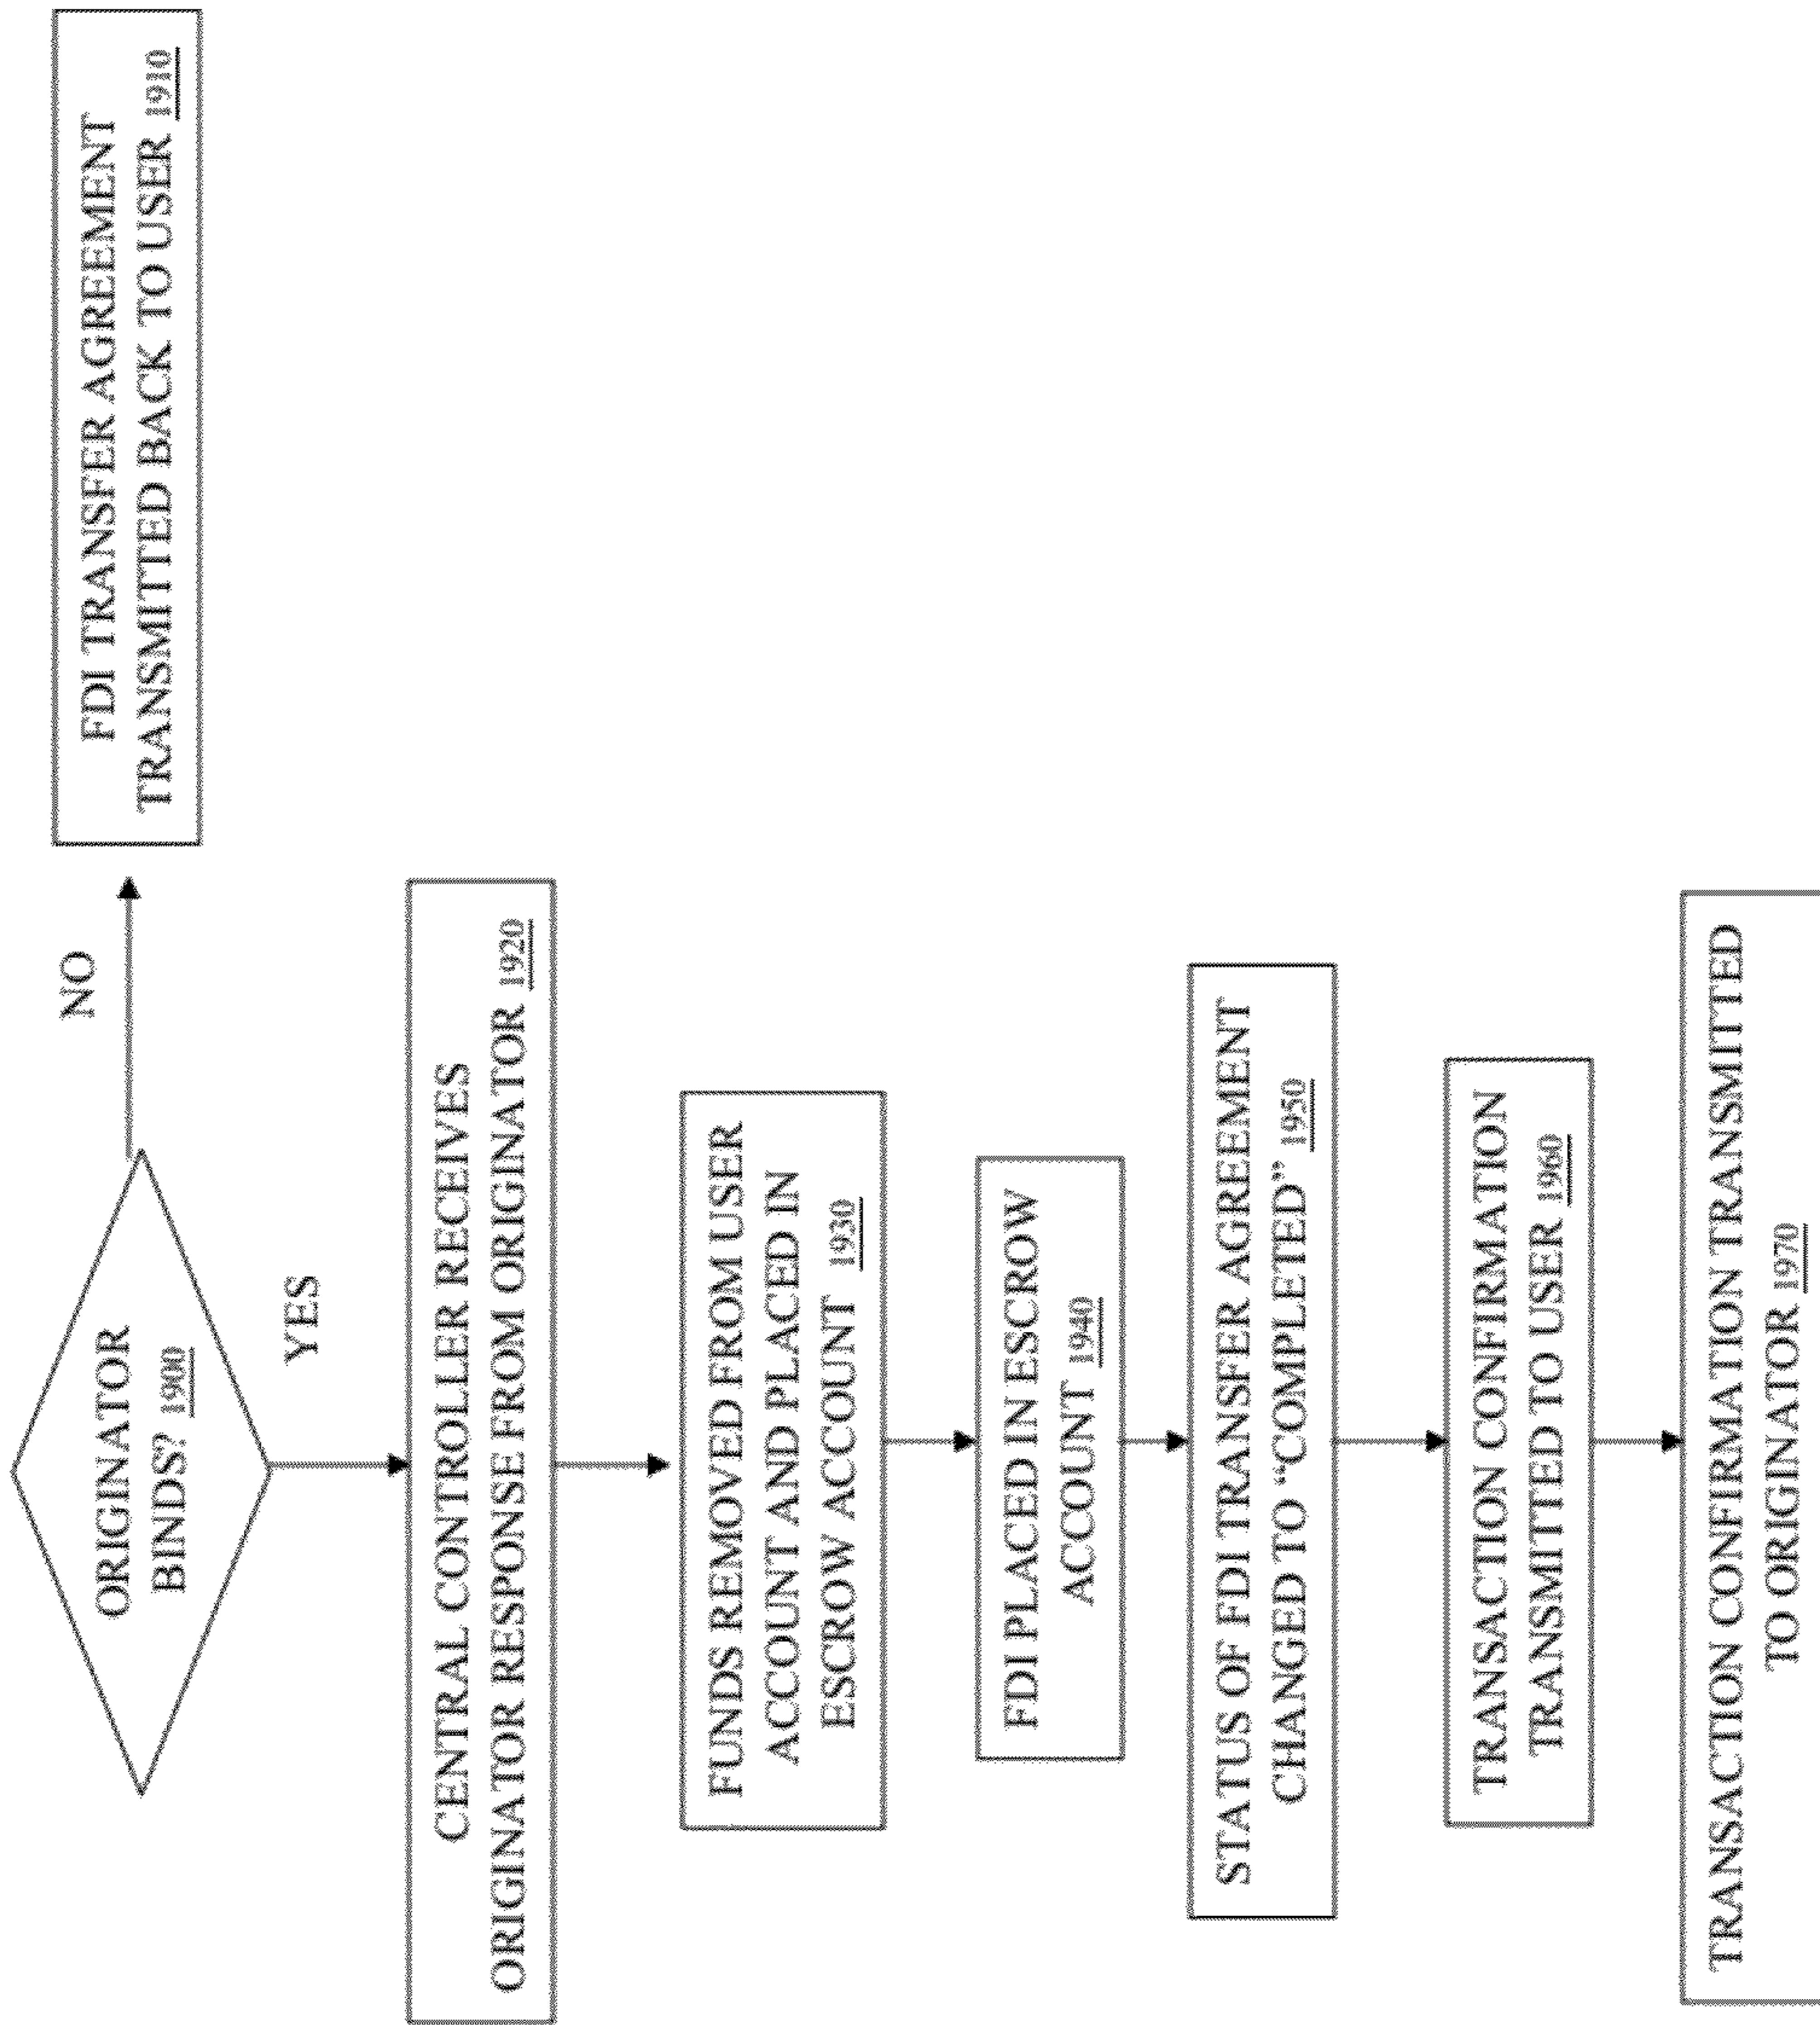 ORIGINATOR
BINDS? 1900
NO
FDI TRANSFER AGREEMENT
TRANSMITTED BACK TO USER 1910
YES
CENTRAL CONTROLLER RECEIVES
ORIGINATOR RESPONSE FROM ORIGINATOR 1920
FUNDS REMOVED FROM USER
ACCOUNT AND PLACED IN
ESCROW ACCOUNT 1930
FDI PLACED IN ESCROW
ACCOUNT 1940
STATUS OF FDI TRANSFER AGREEMENT
CHANGED TO “COMPLETED” 1950
TRANSACTION CONFIRMATION
TRANSMITTED TO USER 1960
TRANSACTION CONFIRMATION TRANSMITTED
TO ORIGINATOR 1970